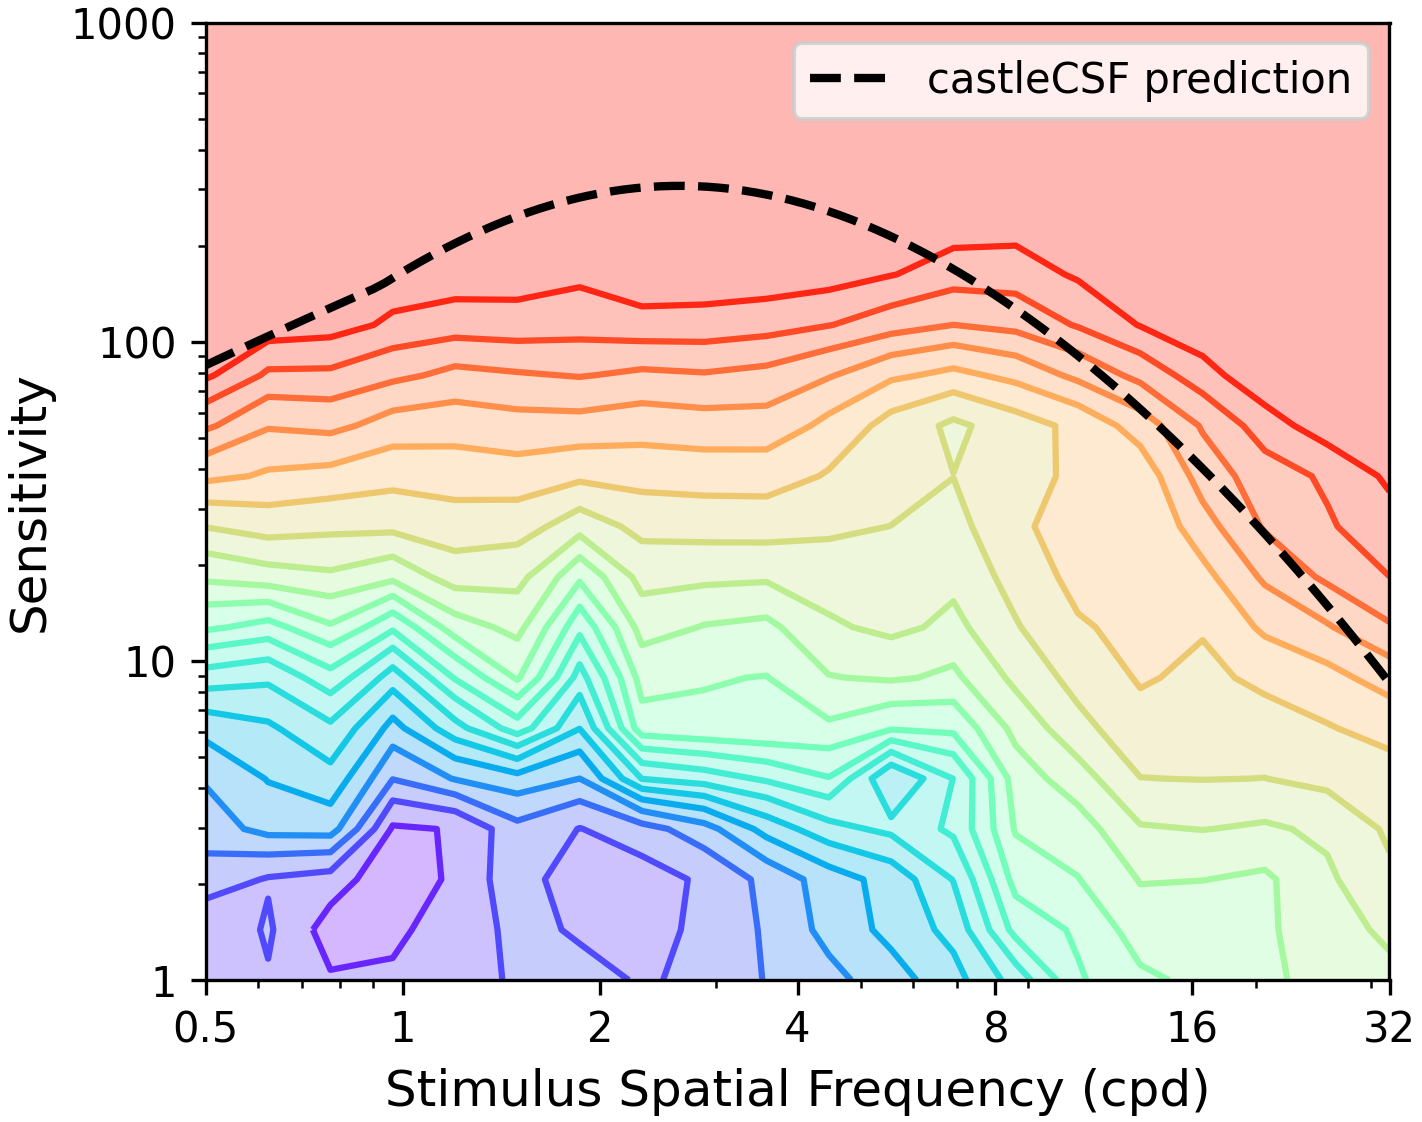 castleCSF prediction
Sensitivity
1000
100
10
1
0.5 1 2 4 8 16 32
Stimulus Spatial Frequency (cpd)